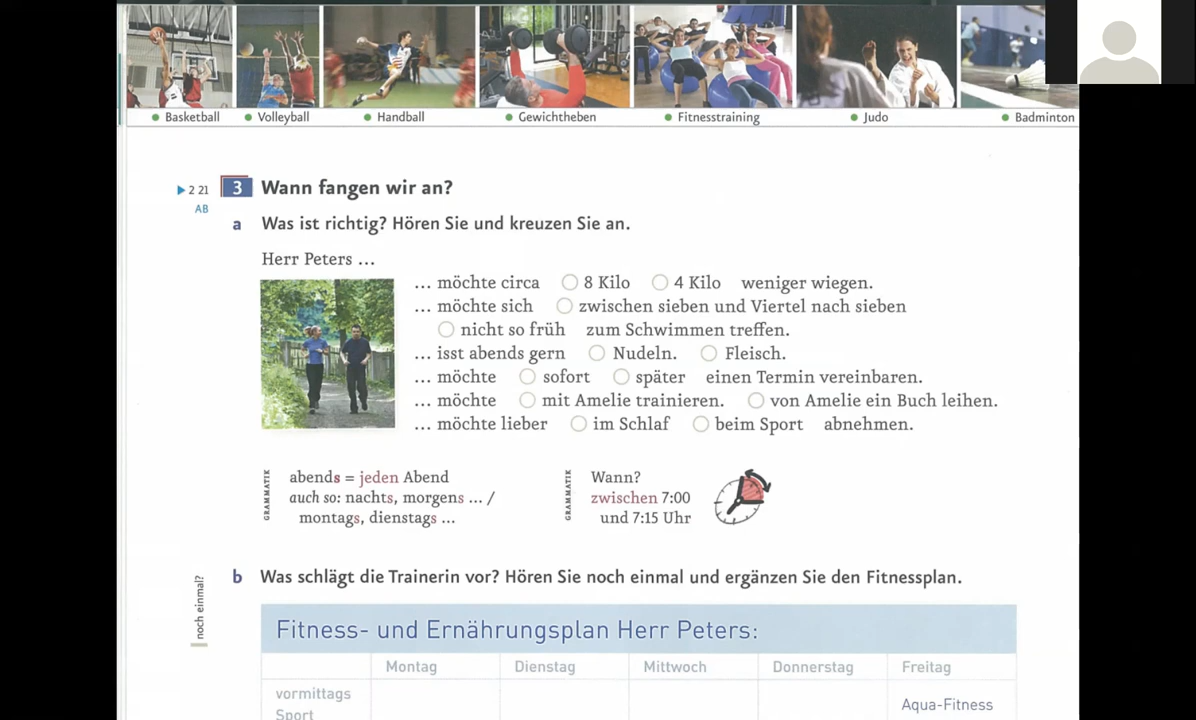 Basketball Volleyball Handball Gewichtheben Fitnesstraining Judo Badminton
2 21 3 Wann fangen wir an?
AB
a Was ist richtig? Hören Sie und kreuzen Sie an.
Herr Peters ...
... möchte circa 8 Kilo 4 Kilo weniger wiegen.
... möchte sich zwischen sieben und Viertel nach sieben
nicht so früh zum Schwimmen treffen.
... isst abends gern Nudeln. Fleisch.
... möchte sofort später einen Termin vereinbaren.
... möchte mit Amelie trainieren. von Amelie ein Buch leihen.
... möchte lieber im Schlaf beim Sport abnehmen.
GRAMMATIK
abends = jeden Abend
auch so: nachts, morgens ... /
montags, dienstags ...
GRAMMATIK
Wann?
zwischen 7:00
und 7:15 Uhr
noch einmal?
b Was schlägt die Trainerin vor? Hören Sie noch einmal und ergänzen Sie den Fitnessplan.
Fitness- und Ernährungsplan Herr Peters:
Montag Dienstag Mittwoch Donnerstag Freitag
vormittags
Sport
Aqua-Fitness